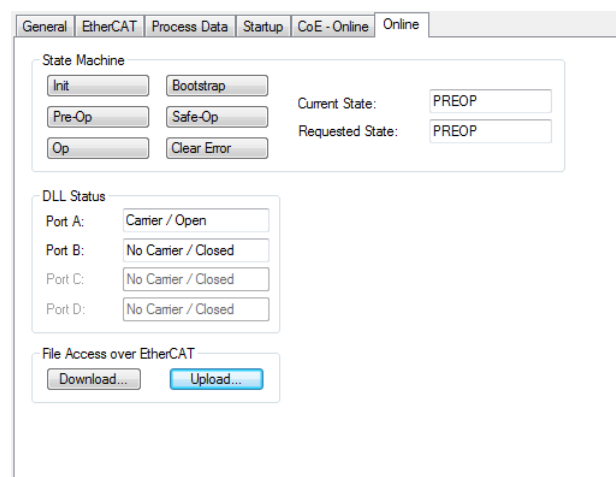 General EtherCAT Process Data Startup CoE - Online Online
State Machine
Init Bootstrap
Current State: PREOP
Pre-Op Safe-Op
Requested State: PREOP
Op Clear Error
DLL Status
Port A: Carrier / Open
Port B: No Carrier / Closed
Port C: No Carrier / Closed
Port D: No Carrier / Closed
File Access over EtherCAT
Download... Upload...